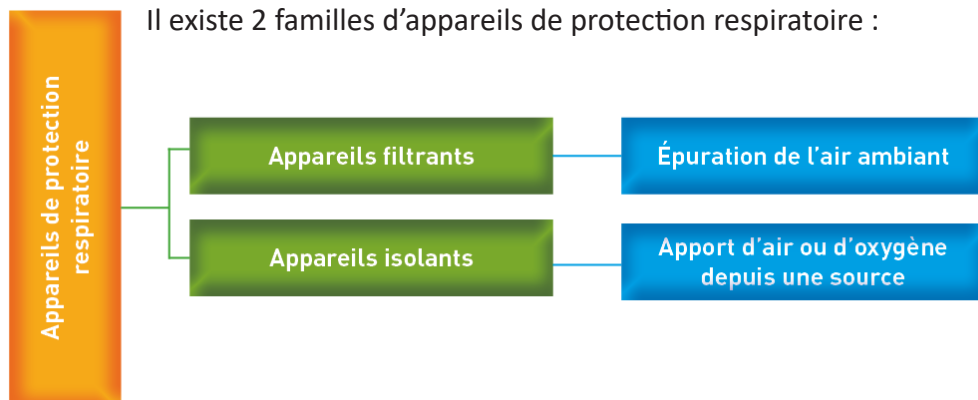 Il existe 2 familles d’appareils de protection respiratoire :
Appareils de protection
respiratoire
Appareils filtrants
Épuration de l’air ambiant
Appareils isolants
Apport d’air ou d’oxygène
depuis une source